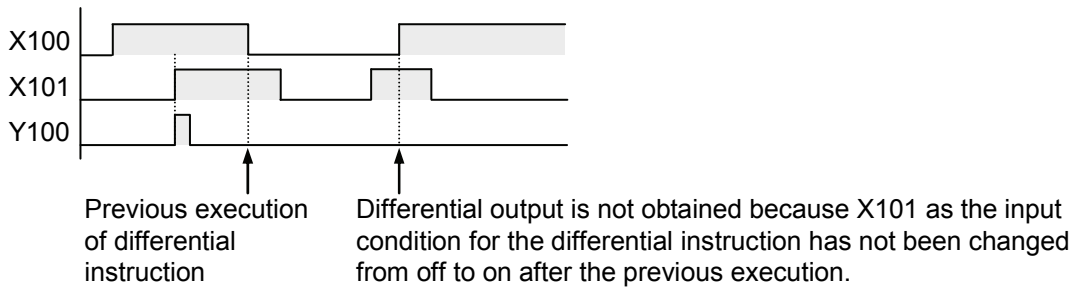 X100
X101
Y100
Previous execution
of differential
instruction
Differential output is not obtained because X101 as the input
condition for the differential instruction has not been changed
from off to on after the previous execution.